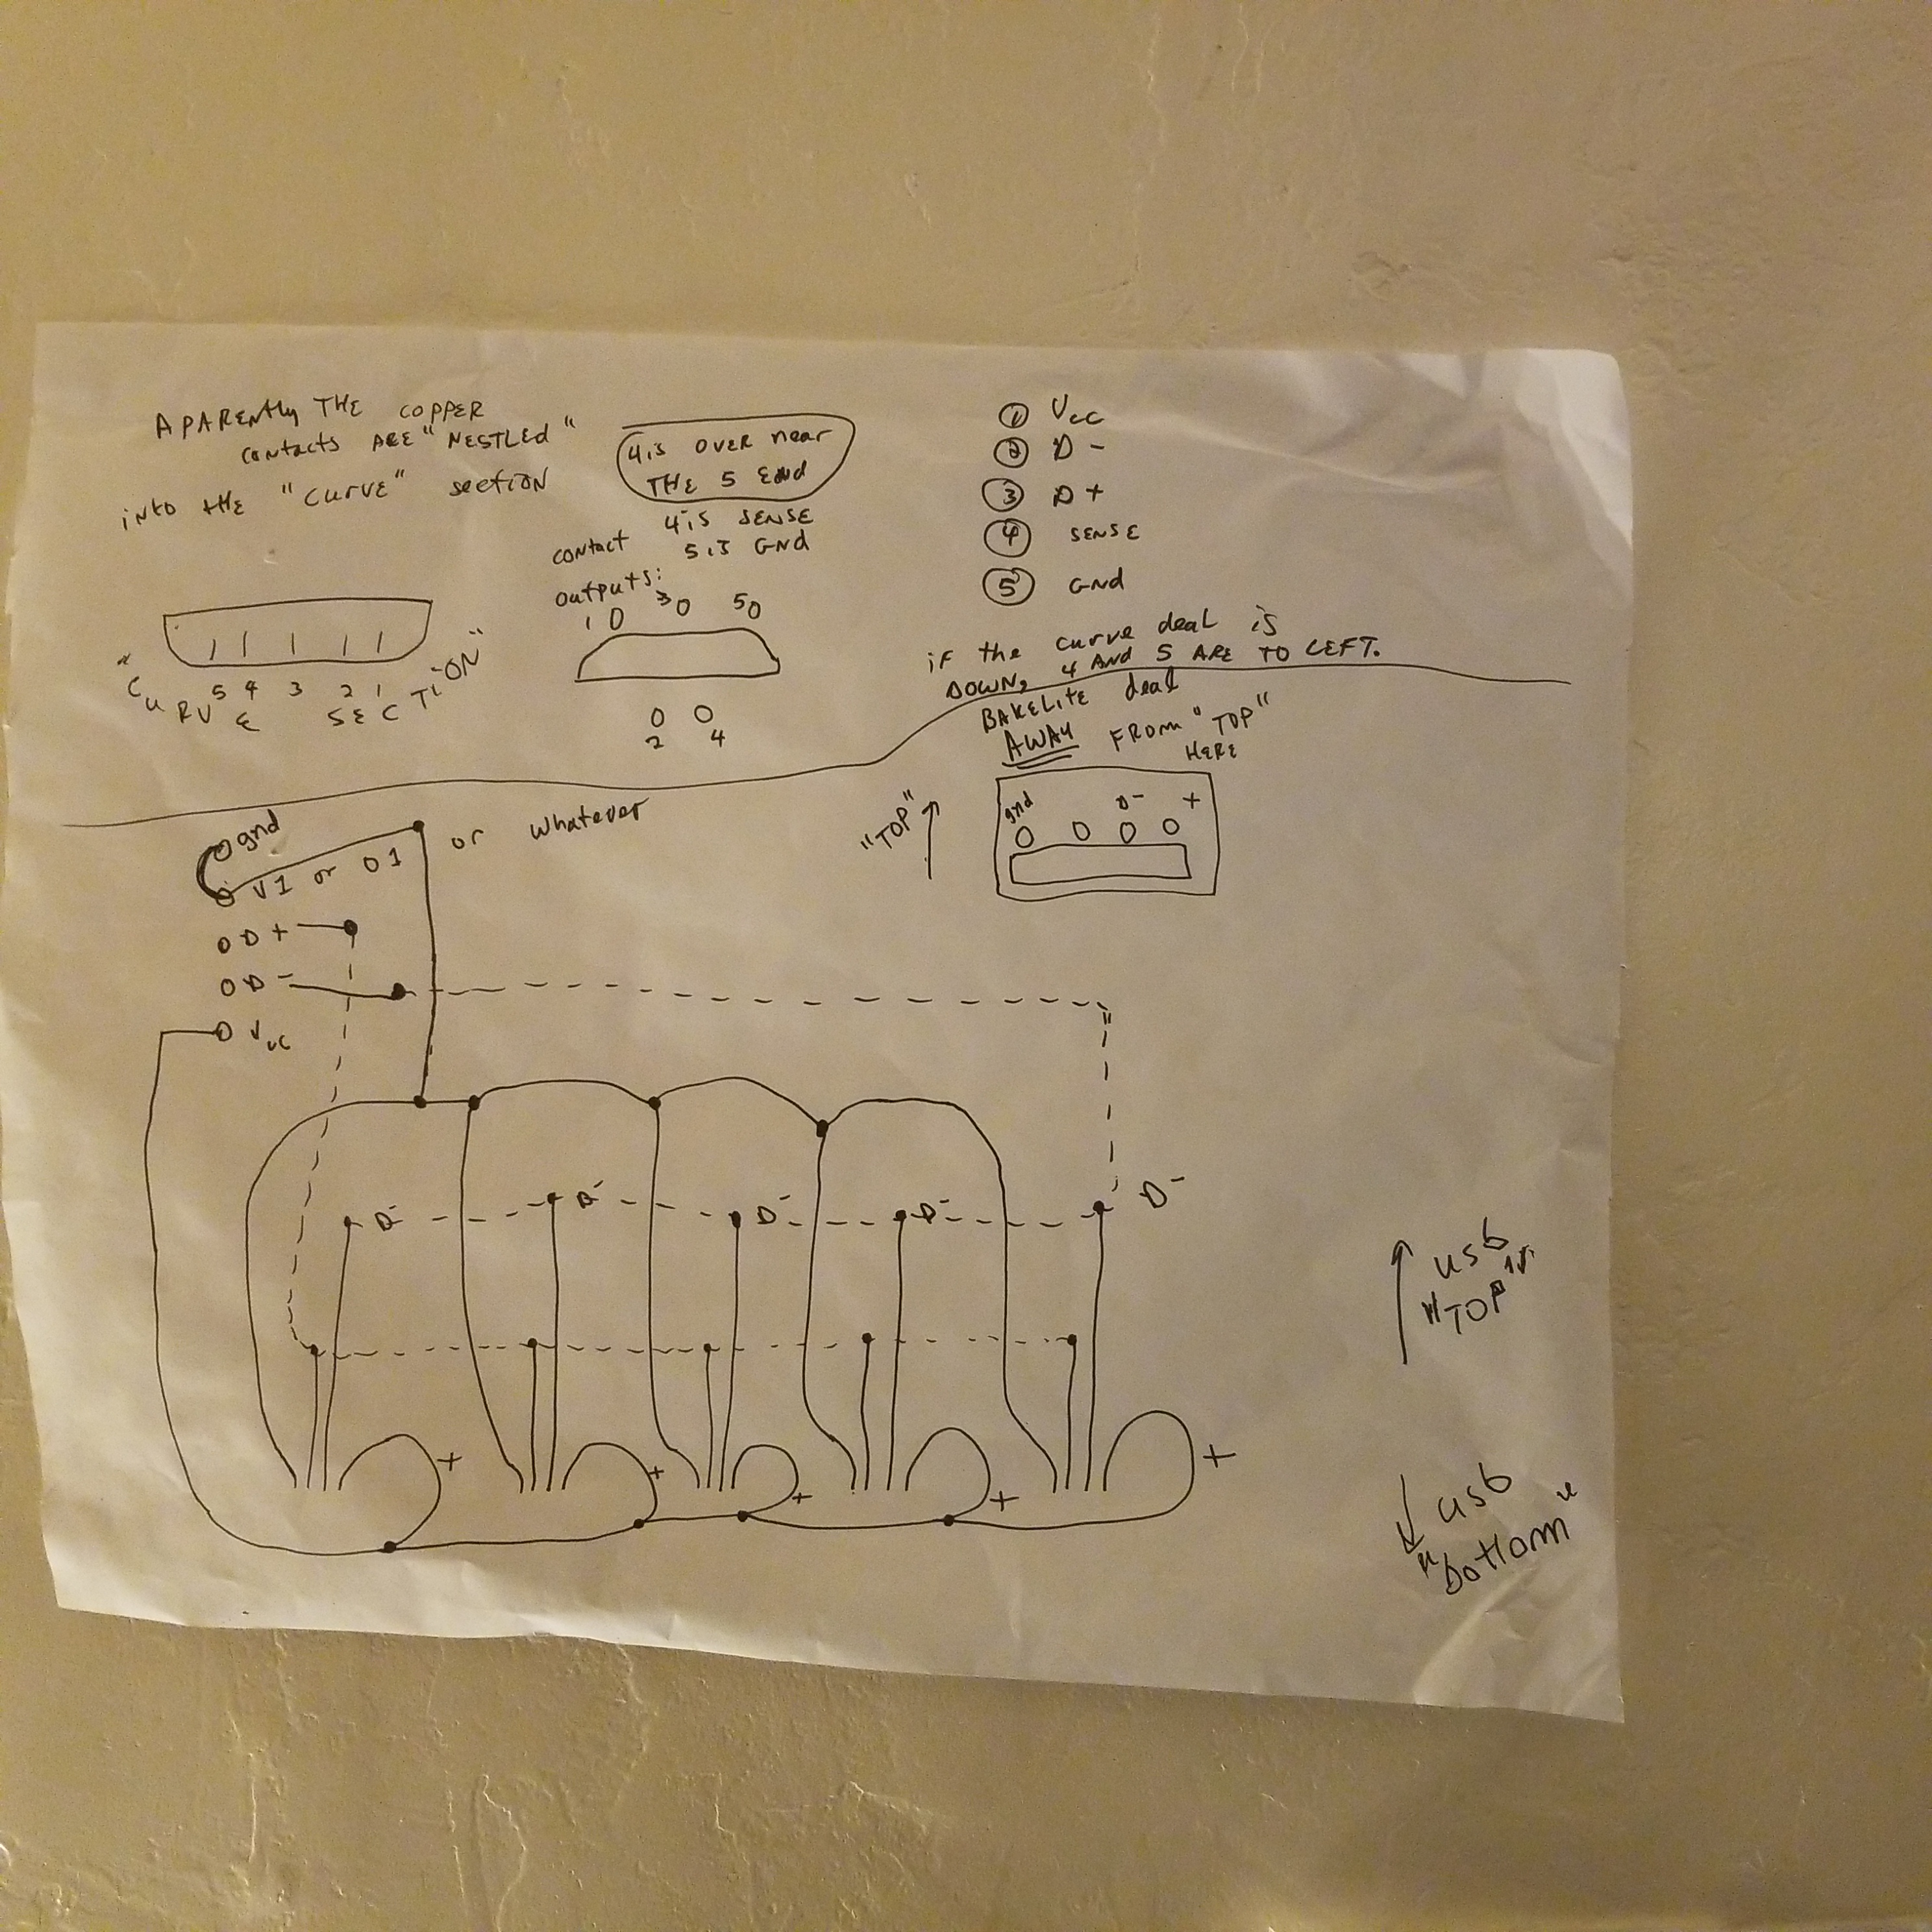 APARENtly THE COPPER
CONTACTS ARE "NESTLEd"
iNto tHE "CURVE" SECTION
4 is OVER near
THE 5 END
4 is SENSE
5 is GNd
CONTACT
OUTPUTS:
1 3 5
2 4
5 4 3 2 1
"CURVE SECTION"
① Vcc
② D -
③ D +
④ SENSE
⑤ GNd
if the curve deal is
DOWN, 4 AND 5 ARE TO LEFT.
BAKELITE deal
AWAY FROM "TOP"
HERE
"TOP"
gnd D- +
gnd
V1 or 01
or Whatever
D +
D -
Vcc
D- D- D- D- D-
+ + + + +
usb
"TOP"
usb
"bottom"